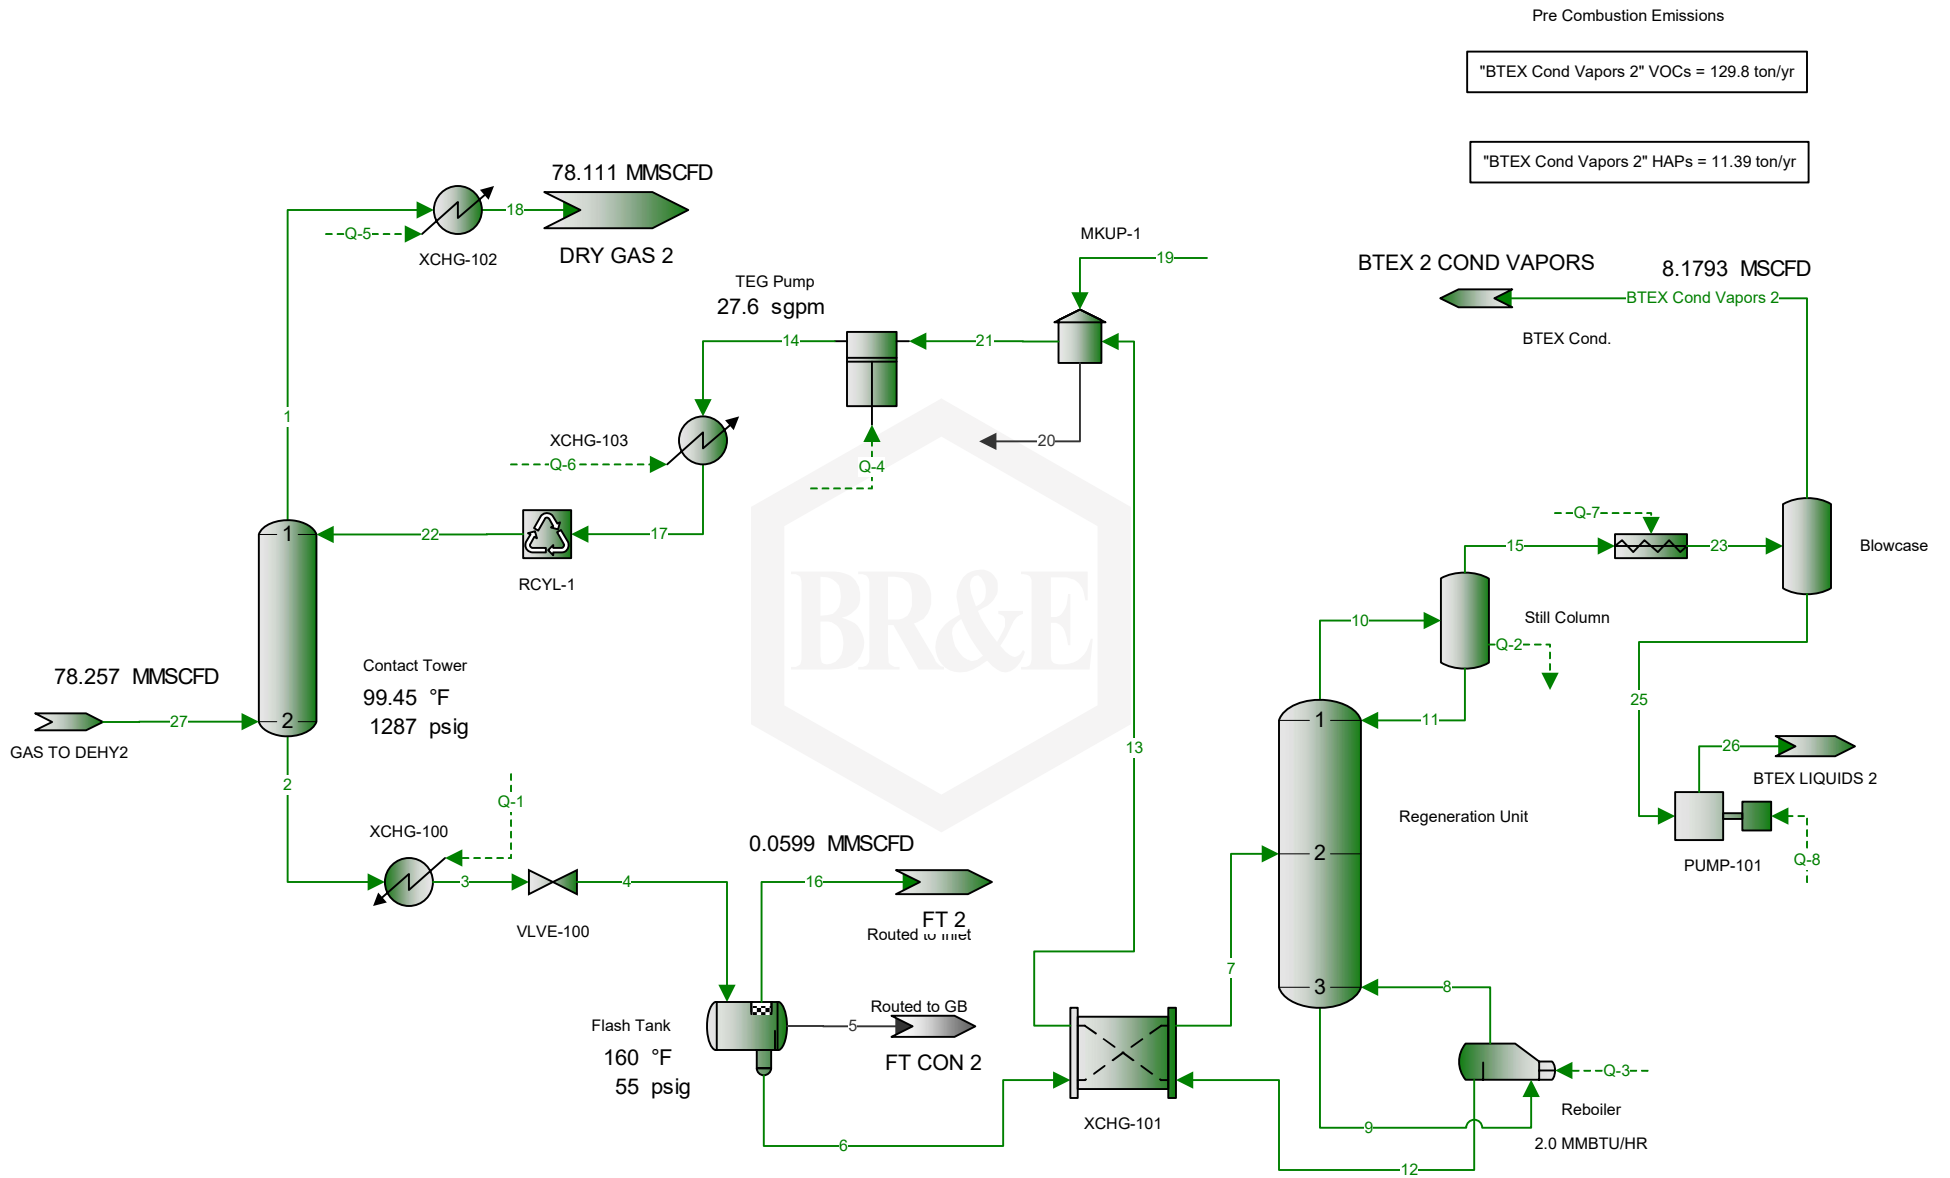 Pre Combustion Emissions
"BTEX Cond Vapors 2" VOCs = 129.8 ton/yr
"BTEX Cond Vapors 2" HAPs = 11.39 ton/yr
78.111 MMSCFD
18
Q-5
XCHG-102
DRY GAS 2
MKUP-1
19
BTEX 2 COND VAPORS
8.1793 MSCFD
BTEX Cond Vapors 2
BTEX Cond.
TEG Pump
27.6 sgpm
14
21
1
XCHG-103
Q-6
Q-4
20
1
22
RCYL-1
17
BR&E
Q-7
15
23
Blowcase
10
Still Column
Q-2
Contact Tower
99.45 °F
1287 psig
78.257 MMSCFD
27
2
GAS TO DEHY2
2
25
1
11
13
26
BTEX LIQUIDS 2
Q-1
XCHG-100
3
4
VLVE-100
0.0599 MMSCFD
16
FT 2
Routed to Inlet
Regeneration Unit
2
PUMP-101
Q-8
7
3
8
Routed to GB
5
FT CON 2
Flash Tank
160 °F
55 psig
6
XCHG-101
Q-3
Reboiler
2.0 MMBTU/HR
9
12